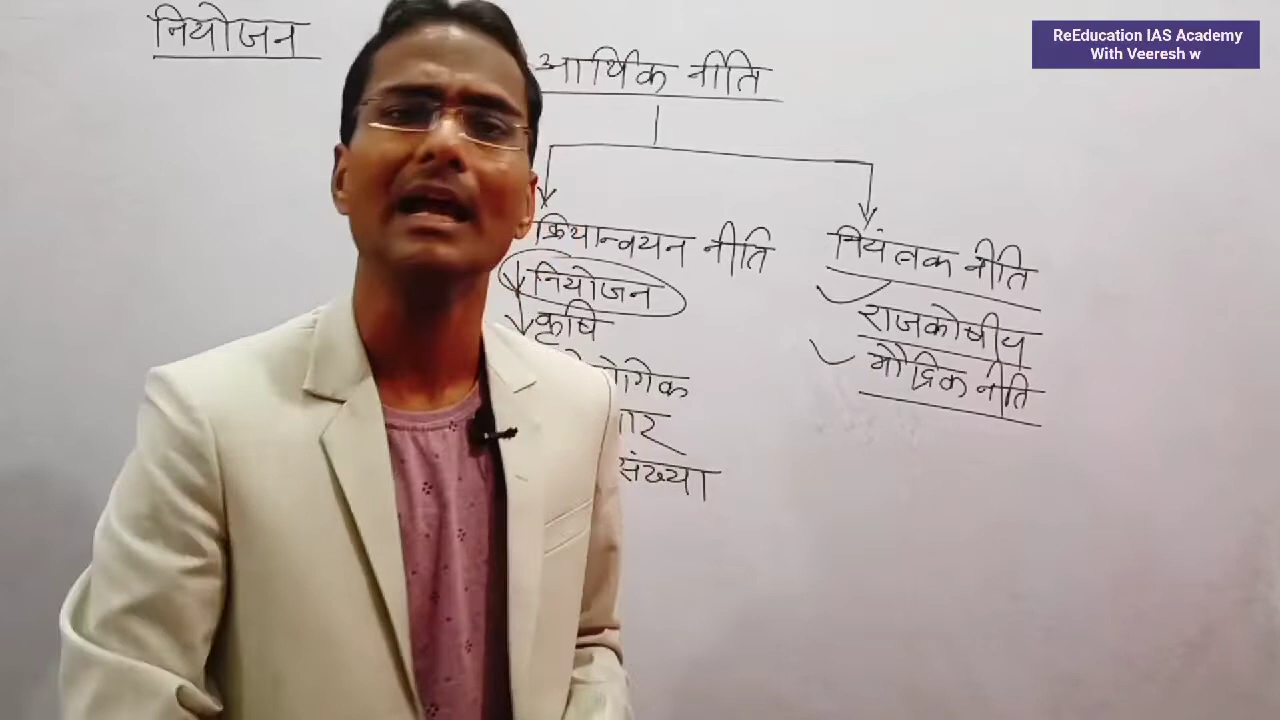 नियोजन
ReEducation IAS Academy
With Veeresh w
आर्थिक नीति
क्रियान्वयन नीति
नियंत्रक नीति
नियोजन
राजकोषीय
कृषि
मौद्रिक नीति